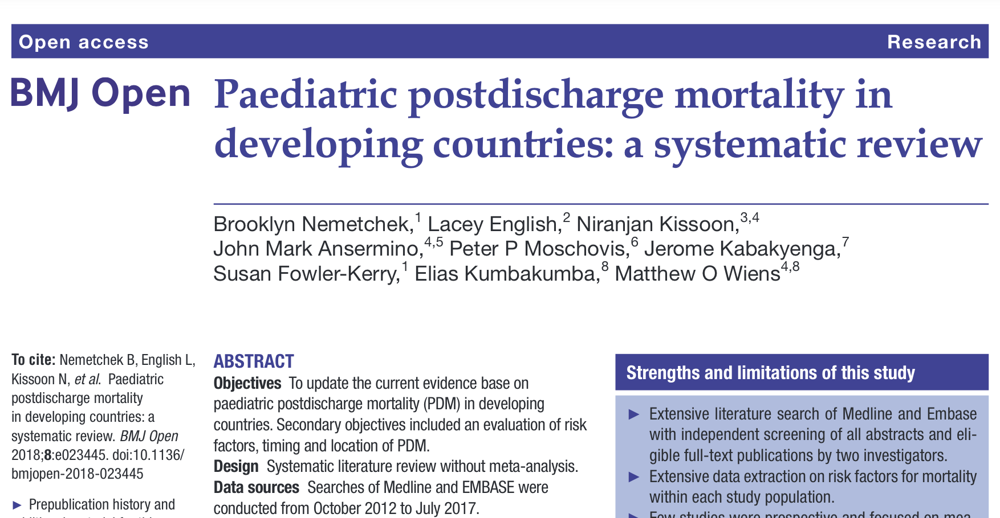 Open access
Research
BMJ Open
Paediatric postdischarge mortality in
developing countries: a systematic review
Brooklyn Nemetchek,1 Lacey English,2 Niranjan Kissoon,3,4
John Mark Ansermino,4,5 Peter P Moschovis,6 Jerome Kabakyenga,7
Susan Fowler-Kerry,1 Elias Kumbakumba,8 Matthew O Wiens4,8
To cite: Nemetchek B, English L,
Kissoon N, et al. Paediatric
postdischarge mortality
in developing countries: a
systematic review. BMJ Open
2018;8:e023445. doi:10.1136/
bmjopen-2018-023445
► Prepublication history and
ABSTRACT
Objectives To update the current evidence base on
paediatric postdischarge mortality (PDM) in developing
countries. Secondary objectives included an evaluation of risk
factors, timing and location of PDM.
Design Systematic literature review without meta-analysis.
Data sources Searches of Medline and EMBASE were
conducted from October 2012 to July 2017.
Strengths and limitations of this study
► Extensive literature search of Medline and Embase
with independent screening of all abstracts and eli-
gible full-text publications by two investigators.
► Extensive data extraction on risk factors for mortality
within each study population.
► Few studies were prospective and focused on mea-